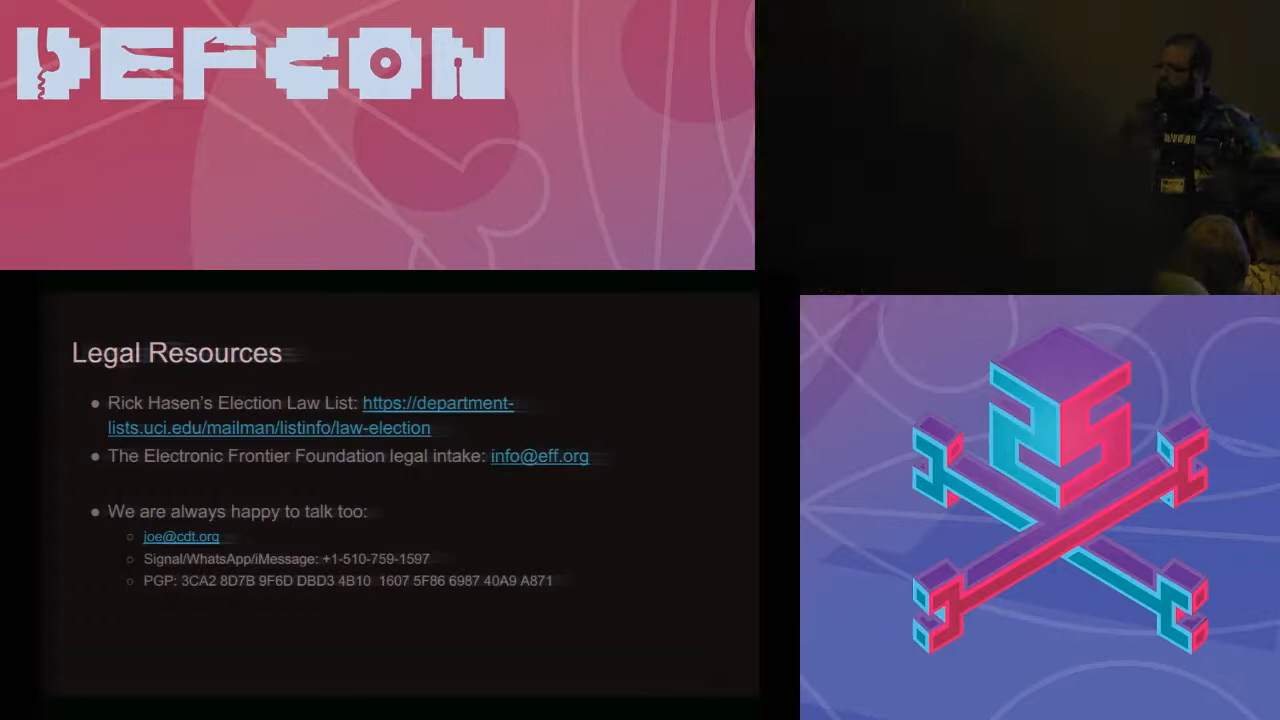 DEFCON
Legal Resources
● Rick Hasen's Election Law List: https://department-
lists.uci.edu/mailman/listinfo/law-election
● The Electronic Frontier Foundation legal intake: info@eff.org
● We are always happy to talk too:
○ joe@cdt.org
○ Signal/WhatsApp/iMessage: +1-510-759-1597
○ PGP: 3CA2 8D7B 9F6D DBD3 4B10  1607 5F86 6987 40A9 A871
25